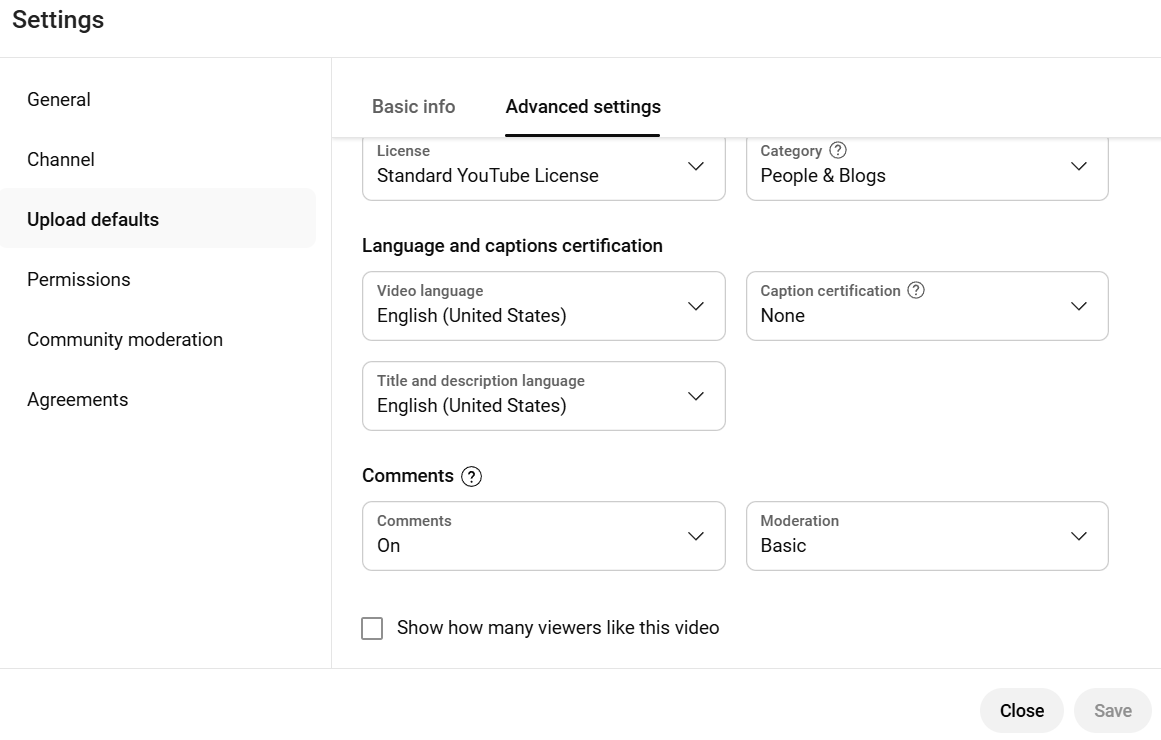 Settings
General
Channel
Upload defaults
Permissions
Community moderation
Agreements
Basic info
Advanced settings
License
Standard YouTube License
Category ?
People & Blogs
Language and captions certification
Video language
English (United States)
Caption certification ?
None
Title and description language
English (United States)
Comments ?
Comments
On
Moderation
Basic
Show how many viewers like this video
Close
Save